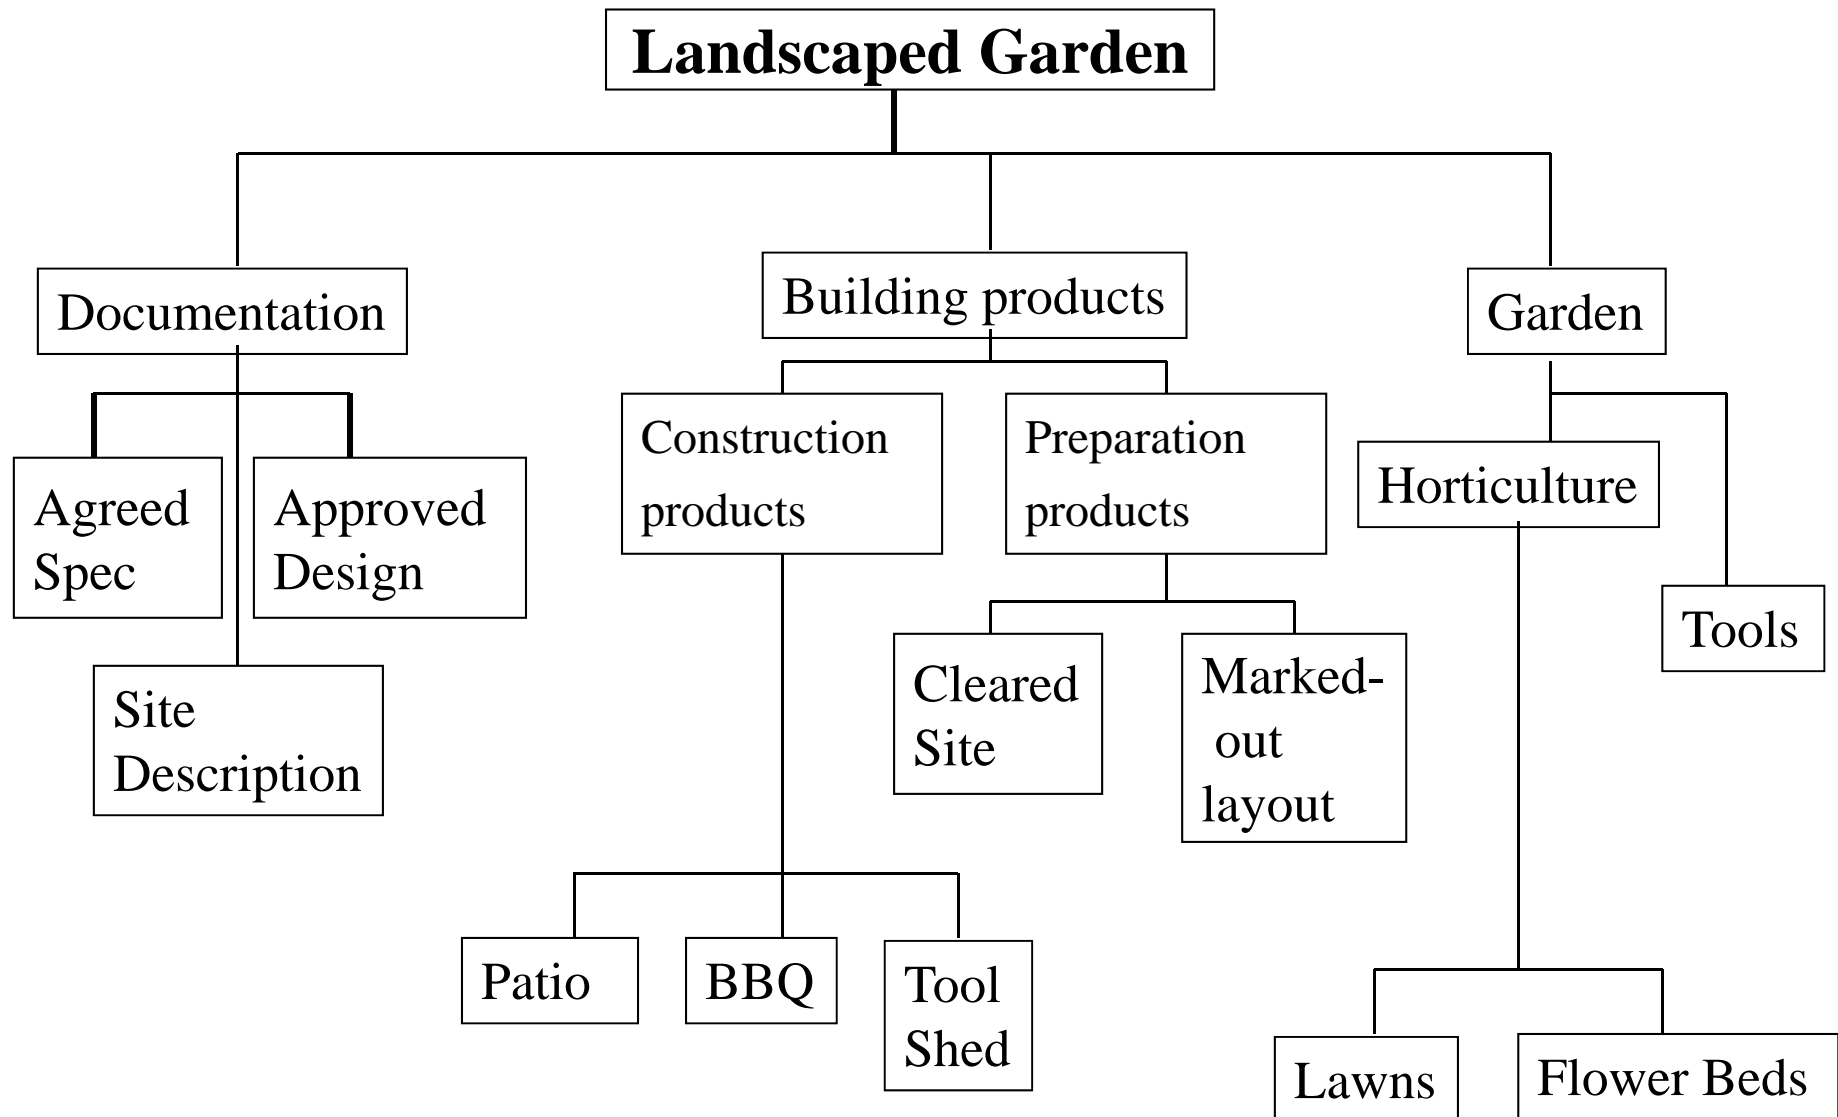 Landscaped Garden
Documentation
Building products
Garden
Construction
products
Preparation
products
Horticulture
Agreed
Spec
Approved
Design
Tools
Site
Description
Cleared
Site
Marked-
out
layout
Patio
BBQ
Tool
Shed
Lawns
Flower Beds